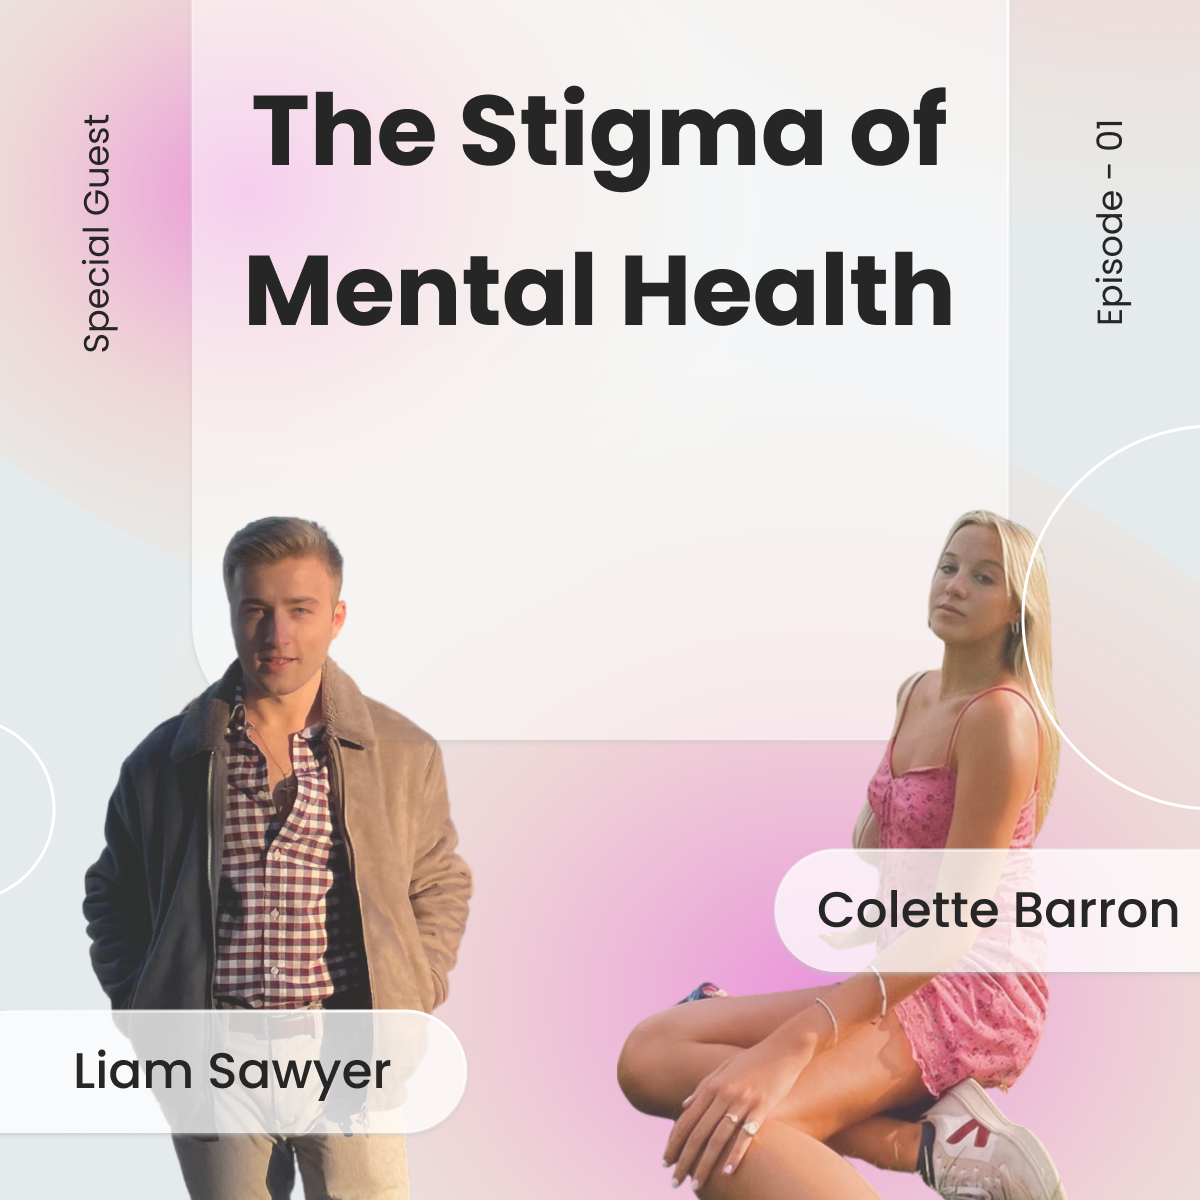 The Stigma of
Mental Health
Special Guest
Episode - 01
Colette Barron
Liam Sawyer